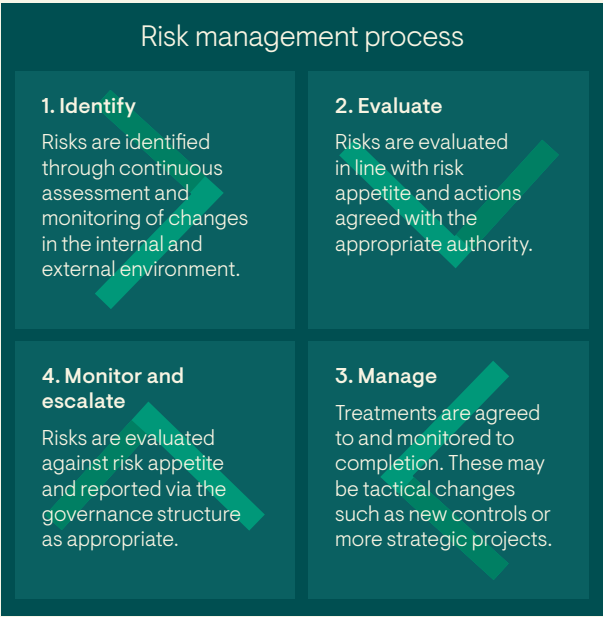 Risk management process
1. Identify
Risks are identified
through continuous
assessment and
monitoring of changes
in the internal and
external environment.
2. Evaluate
Risks are evaluated
in line with risk
appetite and actions
agreed with the
appropriate authority.
3. Manage
Treatments are agreed
to and monitored to
completion. These may
be tactical changes
such as new controls or
more strategic projects.
4. Monitor and
escalate
Risks are evaluated
against risk appetite
and reported via the
governance structure
as appropriate.